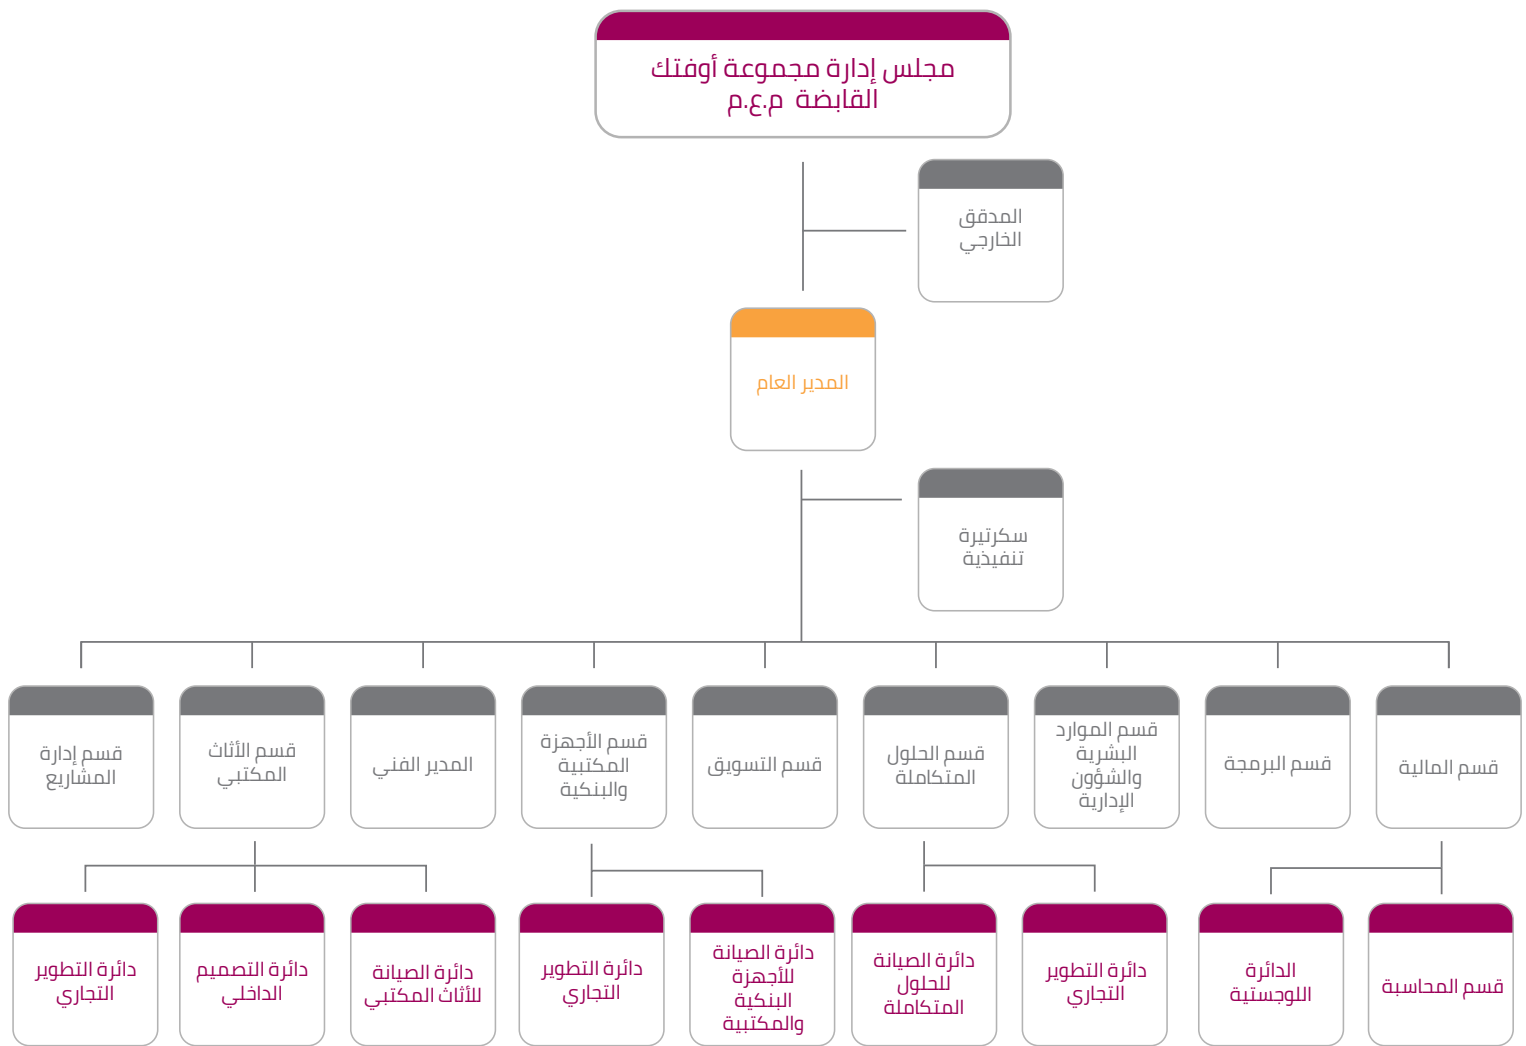 مجلس إدارة مجموعة أوفتك
القابضة م.ع.م
المدقق
الخارجي
المدير العام
سكرتيرة
تنفيذية
قسم المالية
قسم البرمجة
قسم الموارد
البشرية
والشؤون
الإدارية
قسم الحلول
المتكاملة
قسم التسويق
قسم الأجهزة
المكتبية
والبنكية
المدير الفني
قسم الأثاث
المكتبي
قسم إدارة
المشاريع
قسم المحاسبة
الدائرة
اللوجستية
دائرة التطوير
التجاري
دائرة الصيانة
للحلول
المتكاملة
دائرة الصيانة
للأجهزة
البنكية
والمكتبية
دائرة التطوير
التجاري
دائرة الصيانة
للأثاث المكتبي
دائرة التصميم
الداخلي
دائرة التطوير
التجاري